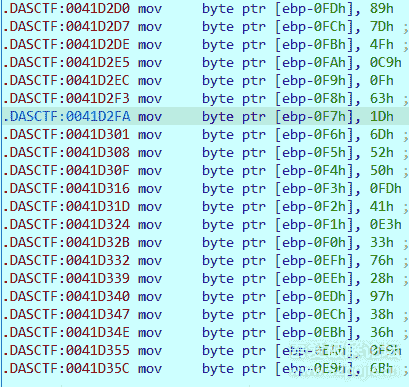 .DASCTF:0041D2D0 mov byte ptr [ebp-0FDh], 89h
.DASCTF:0041D2D7 mov byte ptr [ebp-0FCh], 7Dh
.DASCTF:0041D2DE mov byte ptr [ebp-0FBh], 4Fh ;
.DASCTF:0041D2E5 mov byte ptr [ebp-0FAh], 0C9h
.DASCTF:0041D2EC mov byte ptr [ebp-0F9h], 0Fh
.DASCTF:0041D2F3 mov byte ptr [ebp-0F8h], 63h ;
.DASCTF:0041D2FA mov byte ptr [ebp-0F7h], 1Dh
.DASCTF:0041D301 mov byte ptr [ebp-0F6h], 6Dh ;
.DASCTF:0041D308 mov byte ptr [ebp-0F5h], 52h ;
.DASCTF:0041D30F mov byte ptr [ebp-0F4h], 50h ;
.DASCTF:0041D316 mov byte ptr [ebp-0F3h], 0FDh
.DASCTF:0041D31D mov byte ptr [ebp-0F2h], 41h ;
.DASCTF:0041D324 mov byte ptr [ebp-0F1h], 0E3h
.DASCTF:0041D32B mov byte ptr [ebp-0F0h], 33h ;
.DASCTF:0041D332 mov byte ptr [ebp-0EFh], 76h ;
.DASCTF:0041D339 mov byte ptr [ebp-0EEh], 28h ;
.DASCTF:0041D340 mov byte ptr [ebp-0EDh], 97h
.DASCTF:0041D347 mov byte ptr [ebp-0ECh], 38h ;
.DASCTF:0041D34E mov byte ptr [ebp-0EBh], 36h ;
.DASCTF:0041D355 mov byte ptr [ebp-0EAh], 0F9h
.DASCTF:0041D35C mov byte ptr [ebp-0E9h], 6Bh